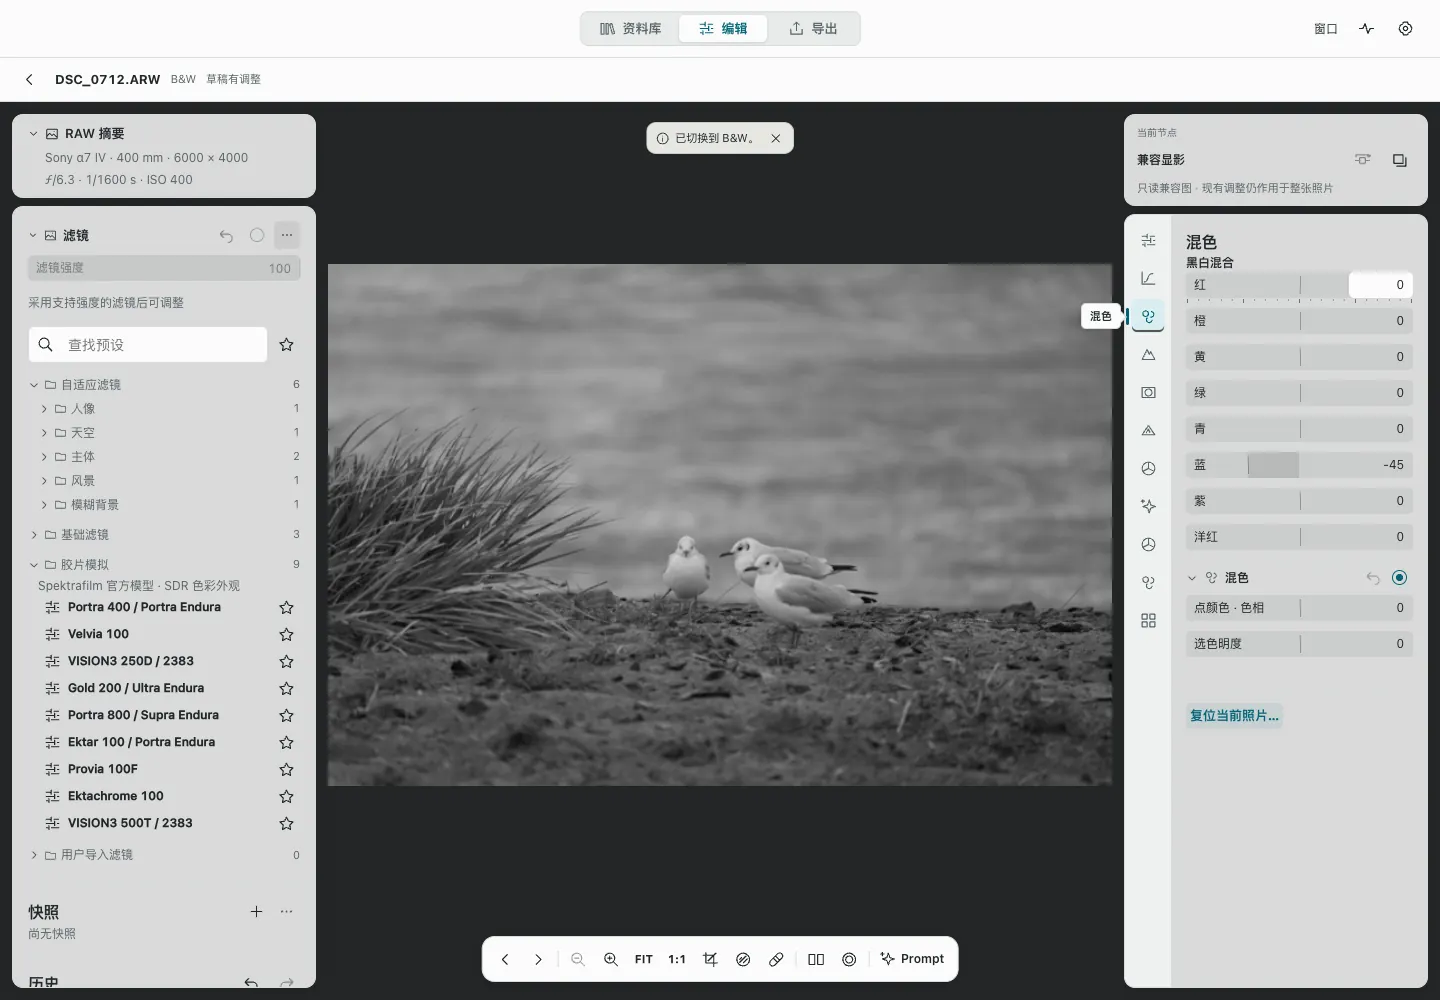 资料库
编辑
导出
窗口
DSC_0712.ARW B&W 草稿有调整
RAW 摘要
Sony α7 IV · 400 mm · 6000 × 4000
ƒ/6.3 · 1/1600 s · ISO 400
滤镜
滤镜强度 100
采用支持强度的滤镜后可调整
查找预设
自适应滤镜 6
人像 1
天空 1
主体 2
风景 1
模糊背景 1
基础滤镜 3
胶片模拟 9
Spektrafilm 官方模型 · SDR 色彩外观
Portra 400 / Portra Endura
Velvia 100
VISION3 250D / 2383
Gold 200 / Ultra Endura
Portra 800 / Supra Endura
Ektar 100 / Portra Endura
Provia 100F
Ektachrome 100
VISION3 500T / 2383
用户导入滤镜 0
快照
尚无快照
历史
已切换到 B&W。
FIT
1:1
Prompt
当前节点
兼容显影
只读兼容图 · 现有调整仍作用于整张照片
混色
混色
黑白混合
红 0
橙 0
黄 0
绿 0
青 0
蓝 -45
紫 0
洋红 0
混色
点颜色 · 色相 0
选色明度 0
复位当前照片...